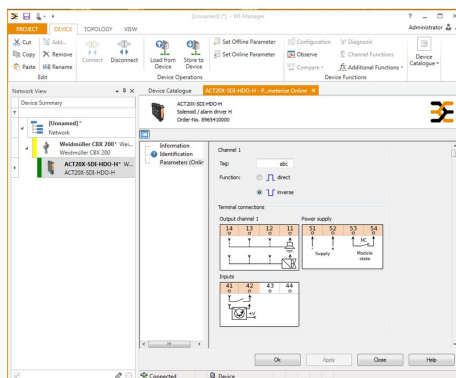 [Unnamed] (*) - WI-Manager
PROJECT DEVICE TOPOLOGY VIEW Administrator
Cut Add...
Copy Remove
Paste Rename
Edit
Connect Disconnect
Load from Device
Store to Device
Set Offline Parameter
Set Online Parameter
Device Operations
Configuration Diagnosis
Observe Channel Functions
Compare Additional Functions
Device Functions
Device Catalogue
Network View
Device Summary
[Unnamed]*
Network
Weidmüller CBX 200* Wei...
Weidmüller CBX 200
ACT20X-SDI-HDO-H* W...
ACT20X-SDI-HDO-H
Device Catalogue ACT20X-SDI-HDO-H - P...meterize Online
ACT20X-SDI-HDO-H
Solenoid / alarm driver H
Order-No. 8965410000
Information
Identification
Parameters (Onlir
Channel 1
Tag: abc
Function: direct
inverse
Terminal connections
Output channel 1 Power supply
14 13 12 11 51 52 53 54
NC
Supply Module state
Inputs
41 42 43 44
+V
Ok Apply Close Help
Connected Device